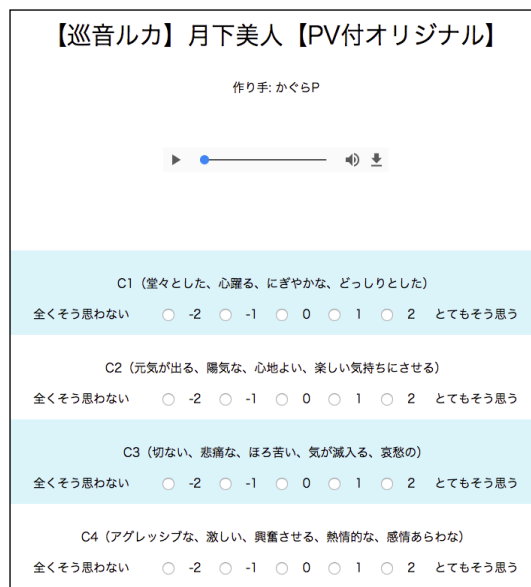 【巡音ルカ】月下美人【PV付オリジナル】
作り手: かぐらP
C1（堂々とした、心躍る、にぎやかな、どっしりとした）
全くそう思わない -2 -1 0 1 2 とてもそう思う
C2（元気が出る、陽気な、心地よい、楽しい気持ちにさせる）
全くそう思わない -2 -1 0 1 2 とてもそう思う
C3（切ない、悲痛な、ほろ苦い、気が滅入る、哀愁の）
全くそう思わない -2 -1 0 1 2 とてもそう思う
C4（アグレッシブな、激しい、興奮させる、熱情的な、感情あらわな）
全くそう思わない -2 -1 0 1 2 とてもそう思う